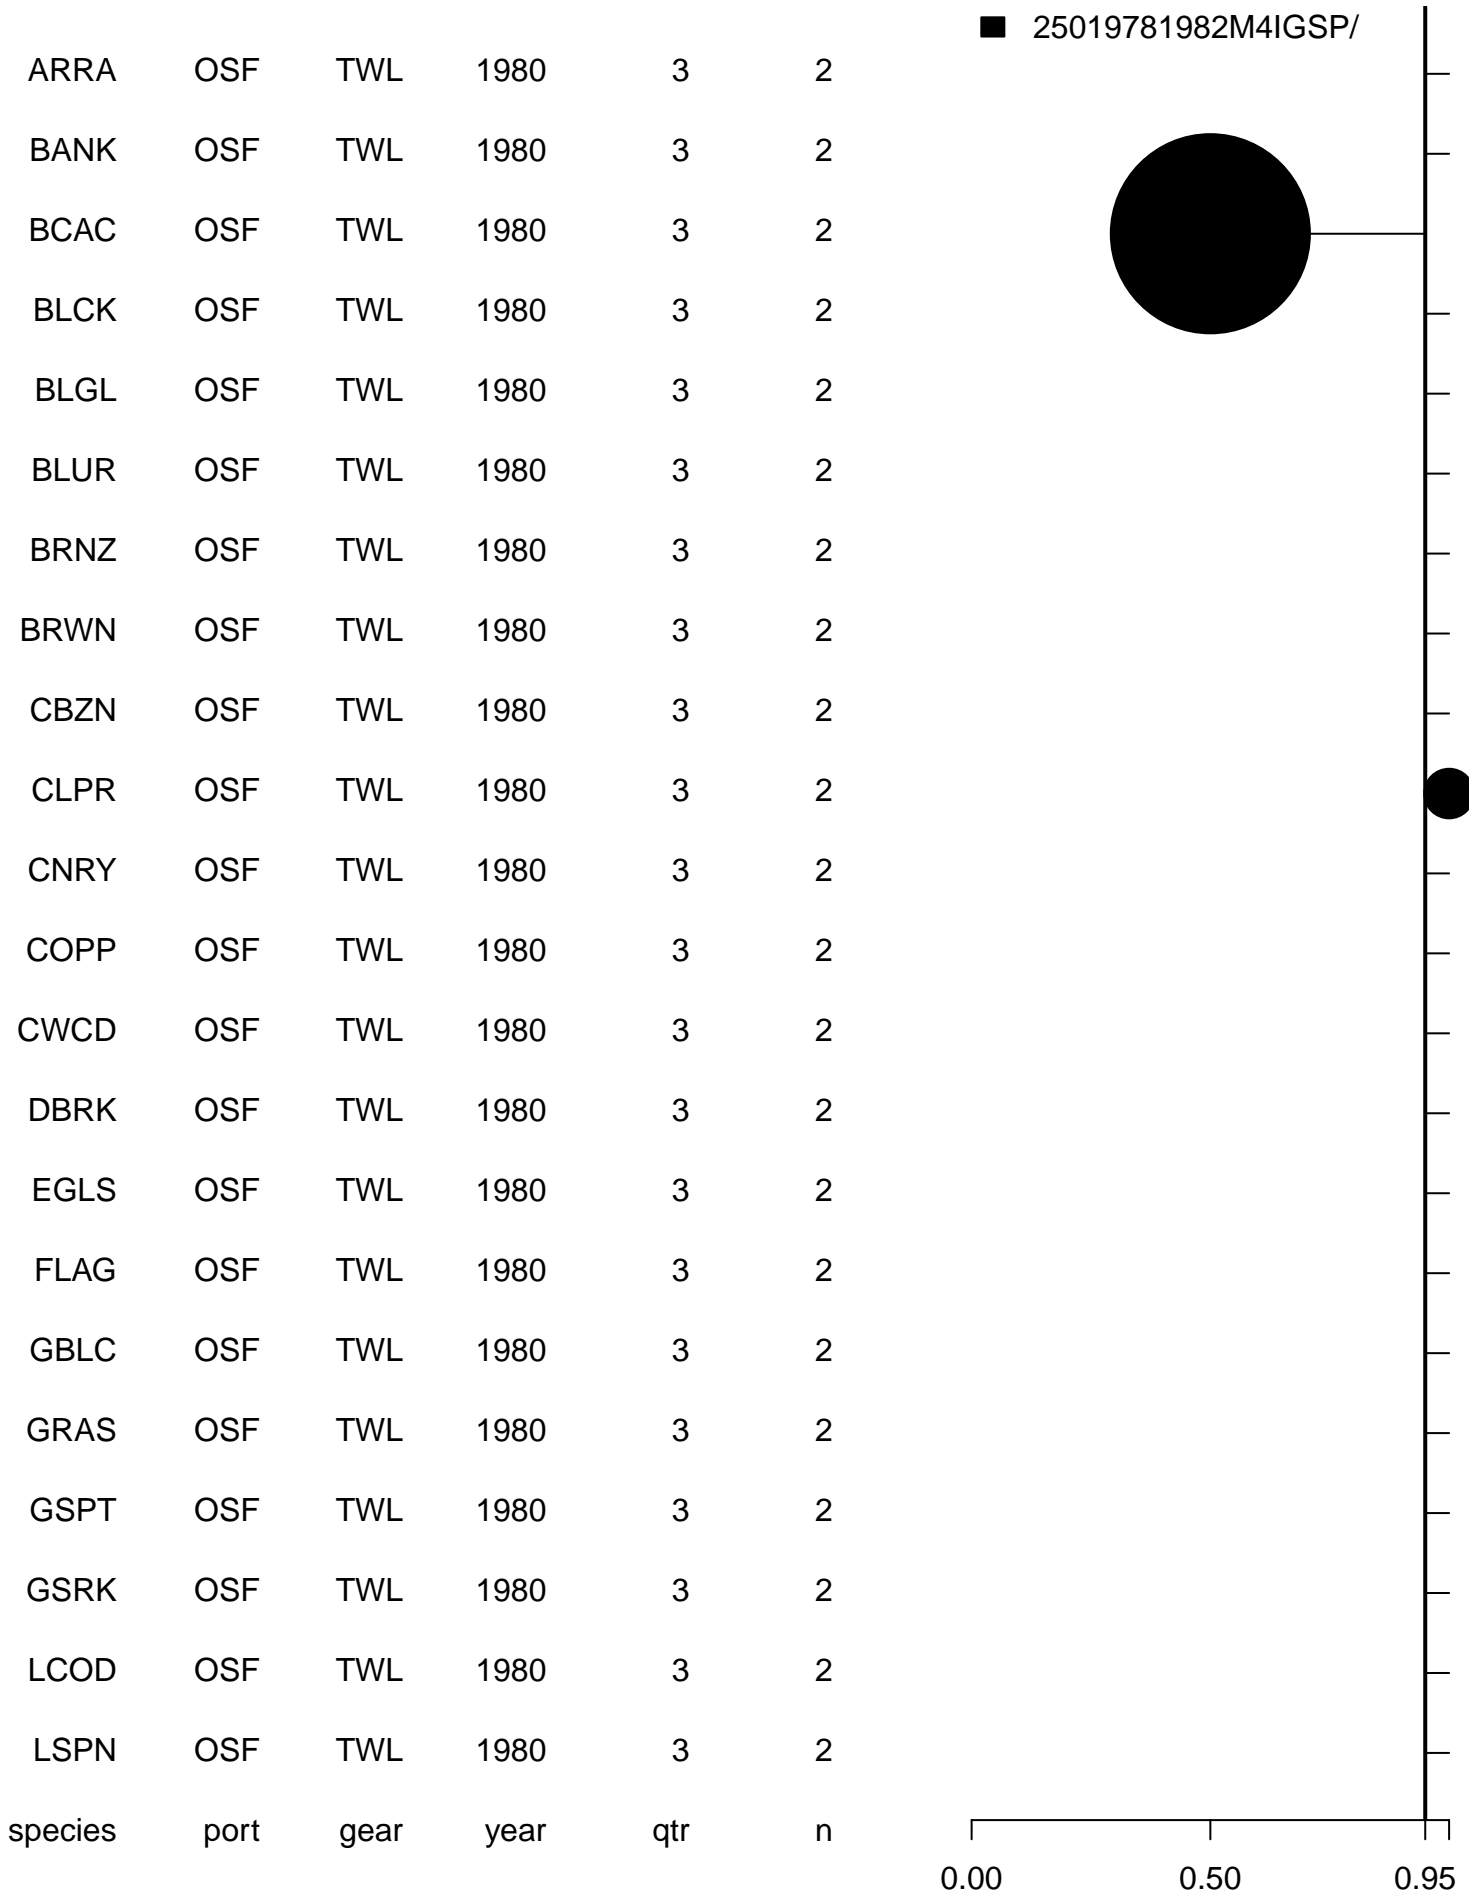 25019781982M4IGSP/
ARRA OSF TWL 1980 3 2
BANK OSF TWL 1980 3 2
BCAC OSF TWL 1980 3 2
BLCK OSF TWL 1980 3 2
BLGL OSF TWL 1980 3 2
BLUR OSF TWL 1980 3 2
BRNZ OSF TWL 1980 3 2
BRWN OSF TWL 1980 3 2
CBZN OSF TWL 1980 3 2
CLPR OSF TWL 1980 3 2
CNRY OSF TWL 1980 3 2
COPP OSF TWL 1980 3 2
CWCD OSF TWL 1980 3 2
DBRK OSF TWL 1980 3 2
EGLS OSF TWL 1980 3 2
FLAG OSF TWL 1980 3 2
GBLC OSF TWL 1980 3 2
GRAS OSF TWL 1980 3 2
GSPT OSF TWL 1980 3 2
GSRK OSF TWL 1980 3 2
LCOD OSF TWL 1980 3 2
LSPN OSF TWL 1980 3 2
species port gear year qtr n
0.00 0.50 0.95